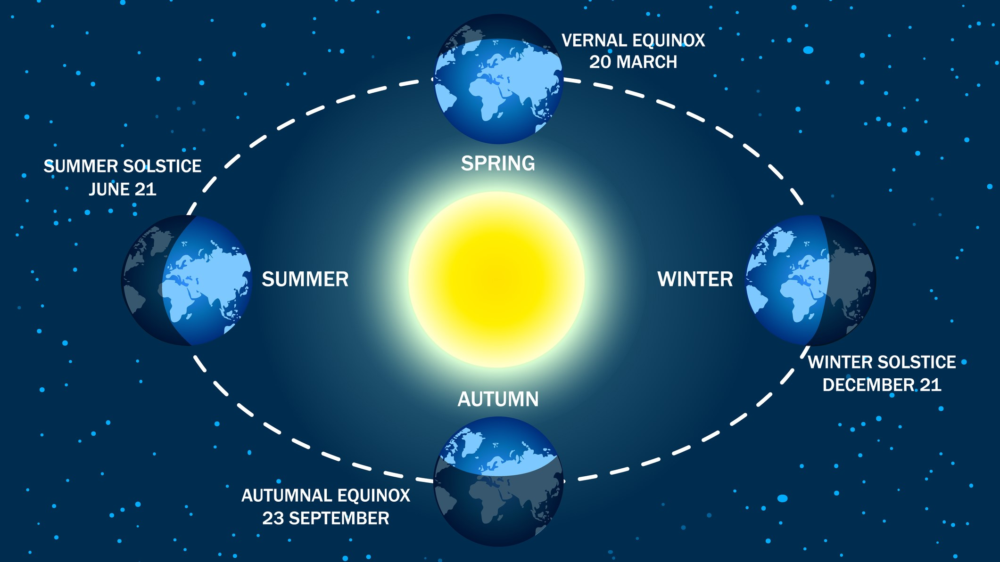 VERNAL EQUINOX
20 MARCH
SPRING
SUMMER SOLSTICE
JUNE 21
SUMMER
WINTER
WINTER SOLSTICE
DECEMBER 21
AUTUMN
AUTUMNAL EQUINOX
23 SEPTEMBER